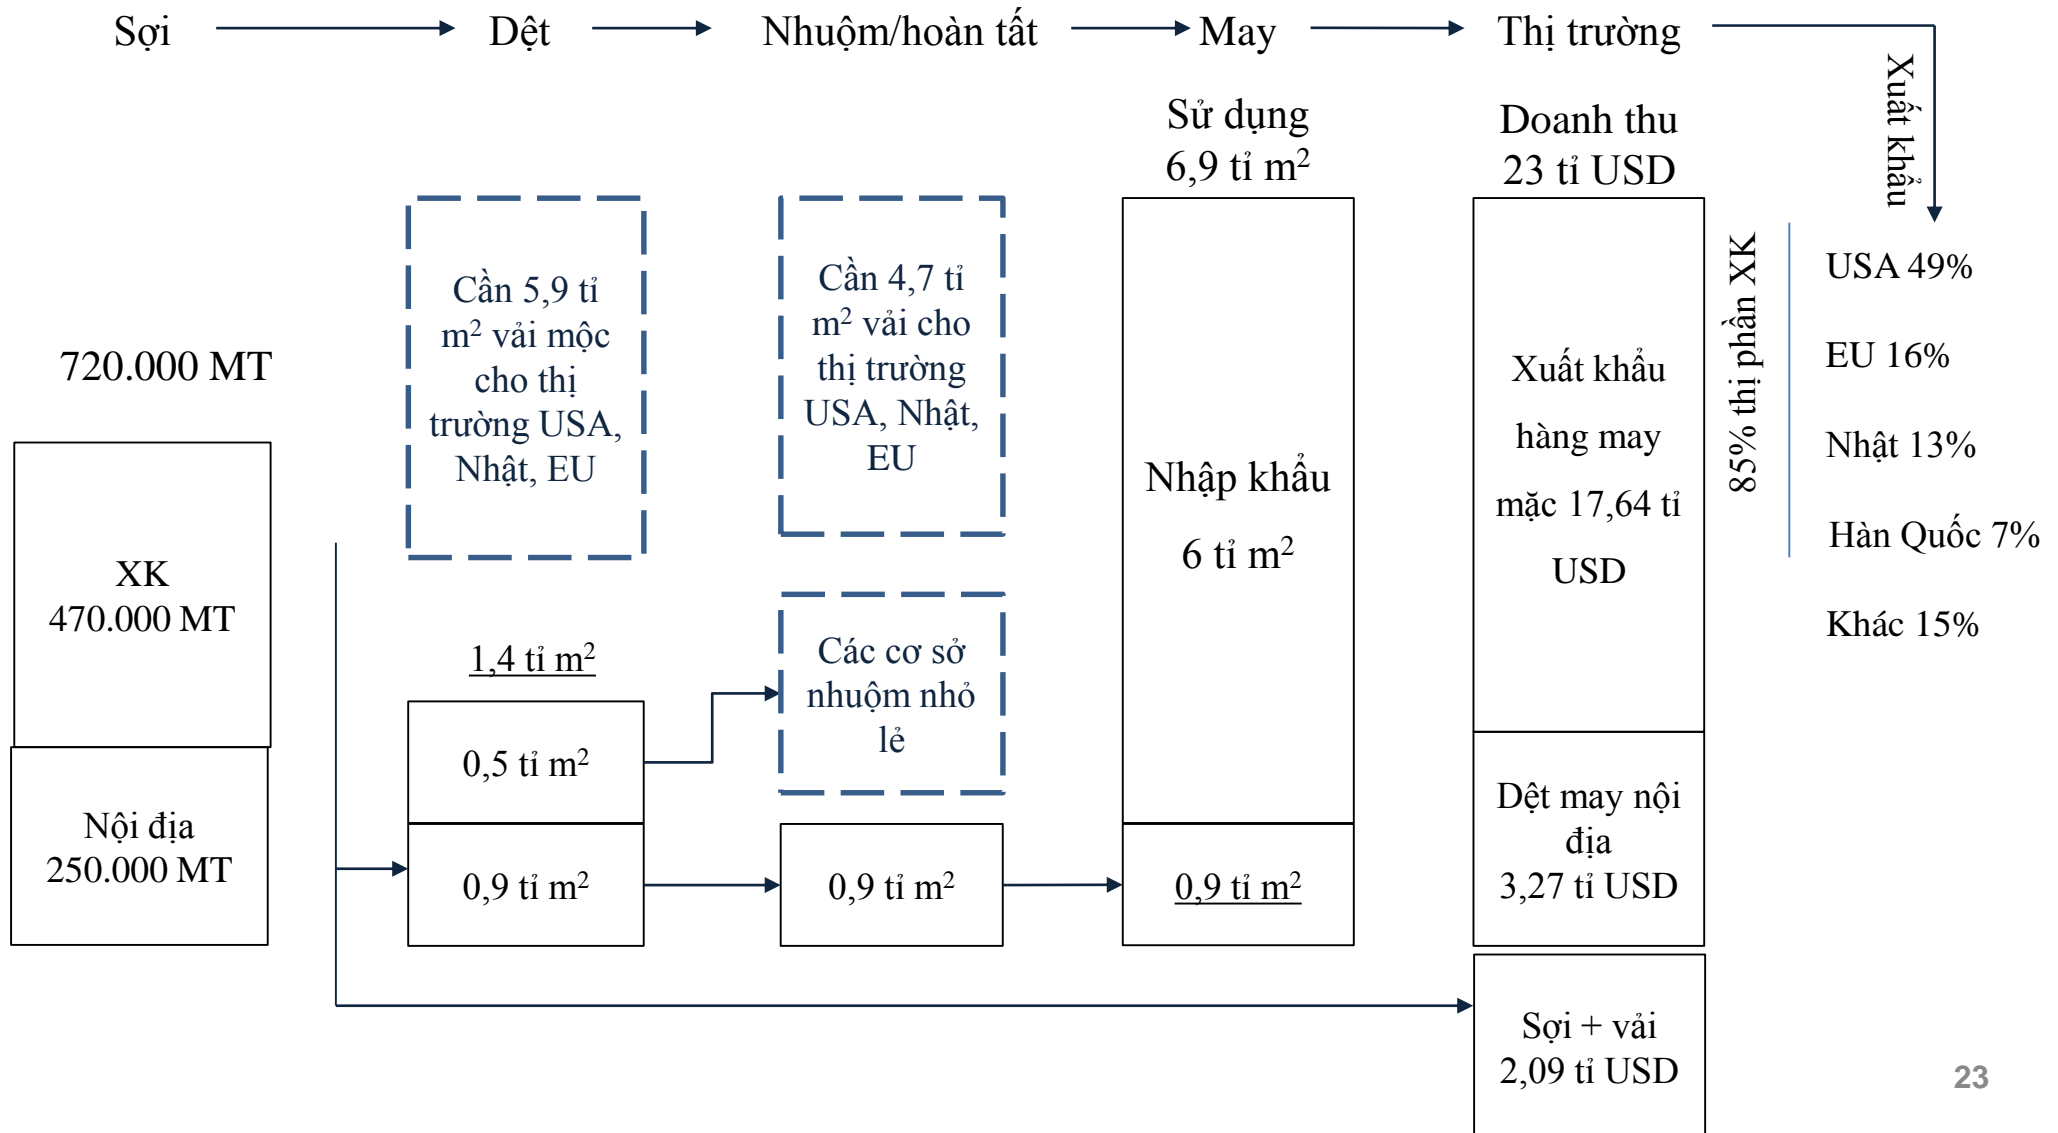 Sợi
Dệt
Nhuộm/hoàn tất
May
Thị trường
Xuất khẩu
Sử dụng
6,9 tỉ m²
Doanh thu
23 tỉ USD
720.000 MT
XK
470.000 MT
Nội địa
250.000 MT
Cần 5,9 tỉ
m² vải mộc
cho thị
trường USA,
Nhật, EU
1,4 tỉ m²
0,5 tỉ m²
0,9 tỉ m²
Cần 4,7 tỉ
m² vải cho
thị trường
USA, Nhật,
EU
Các cơ sở
nhuộm nhỏ
lẻ
0,9 tỉ m²
Nhập khẩu
6 tỉ m²
0,9 tỉ m²
Xuất khẩu
hàng may
mặc 17,64 tỉ
USD
Dệt may nội
địa
3,27 tỉ USD
Sợi + vải
2,09 tỉ USD
85% thị phần XK
USA 49%
EU 16%
Nhật 13%
Hàn Quốc 7%
Khác 15%
23